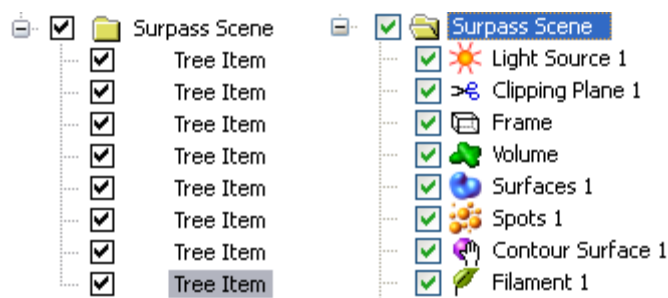 Surpass Scene
Tree Item
Tree Item
Tree Item
Tree Item
Tree Item
Tree Item
Tree Item
Tree Item
Surpass Scene
Light Source 1
Clipping Plane 1
Frame
Volume
Surfaces 1
Spots 1
Contour Surface 1
Filament 1